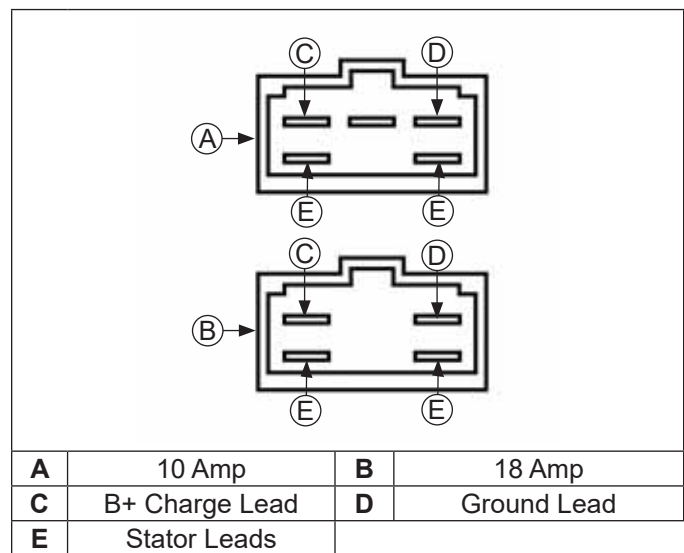 C D
A
E E
C D
B
E E
A 10 Amp B 18 Amp
C B+ Charge Lead D Ground Lead
E Stator Leads